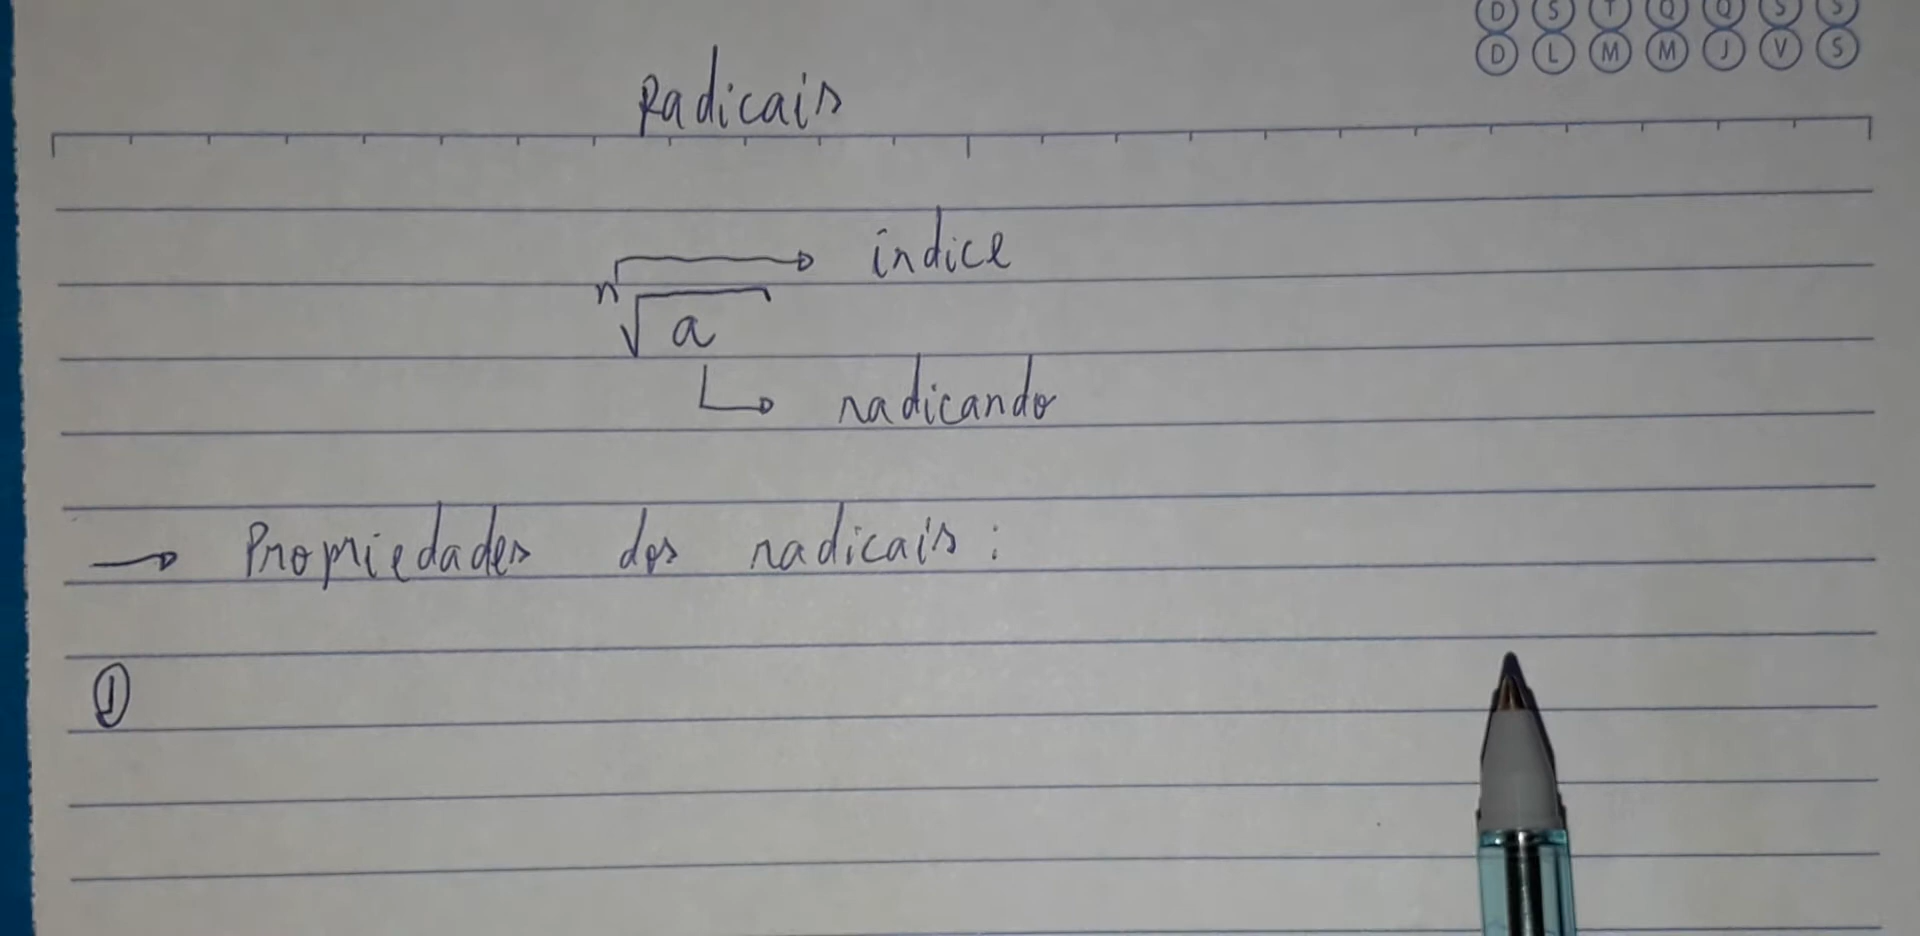 D S T Q Q S S
D L M M J V S
Radicais
índice
n√a
radicando
→ Propriedades dos radicais:
①